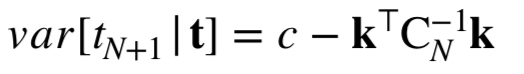 var[t_{N+1} | **t**] = c − **k**^⊤ C_N^{−1} **k**